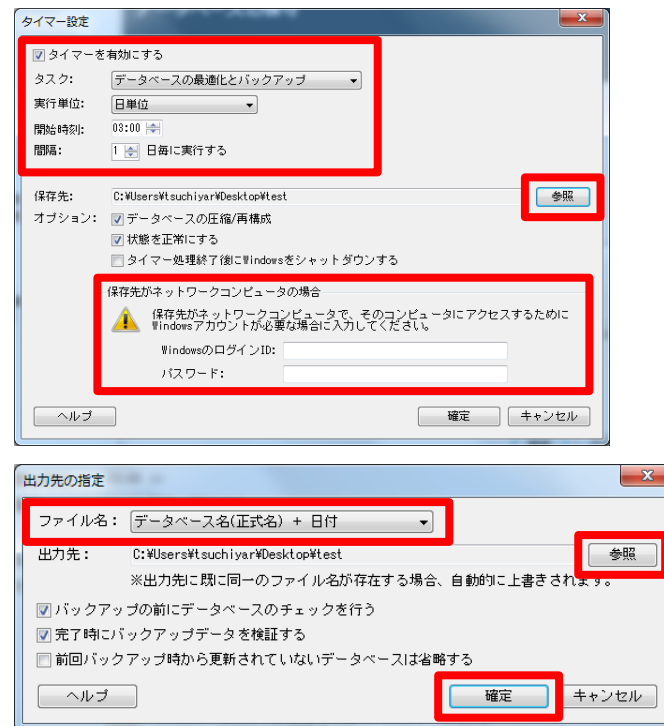 タイマー設定
タイマーを有効にする
タスク: データベースの最適化とバックアップ
実行単位: 日単位
開始時刻: 03:00
間隔: 1 日毎に実行する
保存先: C:¥Users¥tsuchiyar¥Desktop¥test 参照
オプション: データベースの圧縮/再構成
状態を正常にする
タイマー処理終了後にWindowsをシャットダウンする
保存先がネットワークコンピュータの場合
保存先がネットワークコンピュータで、そのコンピュータにアクセスするために
Windowsアカウントが必要な場合に入力してください。
WindowsのログインID:
パスワード:
ヘルプ 確定 キャンセル
出力先の指定
ファイル名: データベース名(正式名) + 日付
出力先: C:¥Users¥tsuchiyar¥Desktop¥test 参照
※出力先に既に同一のファイル名が存在する場合、自動的に上書きされます。
バックアップの前にデータベースのチェックを行う
完了時にバックアップデータを検証する
前回バックアップ時から更新されていないデータベースは省略する
ヘルプ 確定 キャンセル